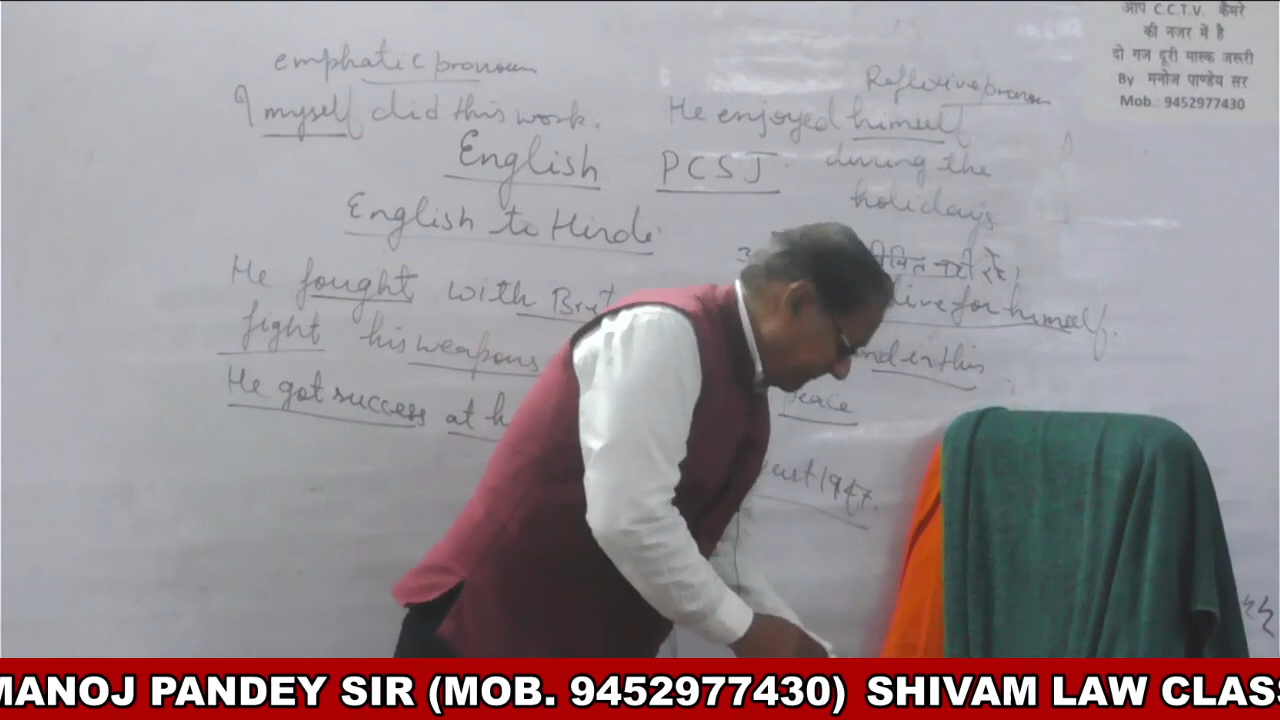 आप C.C.T.V. कैमरे
की नजर में है
दो गज दूरी मास्क जरूरी
By मनोज पाण्डेय सर
Mob.: 9452977430
emphatic pronoun
I myself did this work.
Reflexive pronoun
He enjoyed himself
during the
holidays
English PCSJ
English to Hindi
He fought with
live for himself.
fight his weapons
He got success at
peace
1947.
MANOJ PANDEY SIR (MOB. 9452977430) SHIVAM LAW CLAS